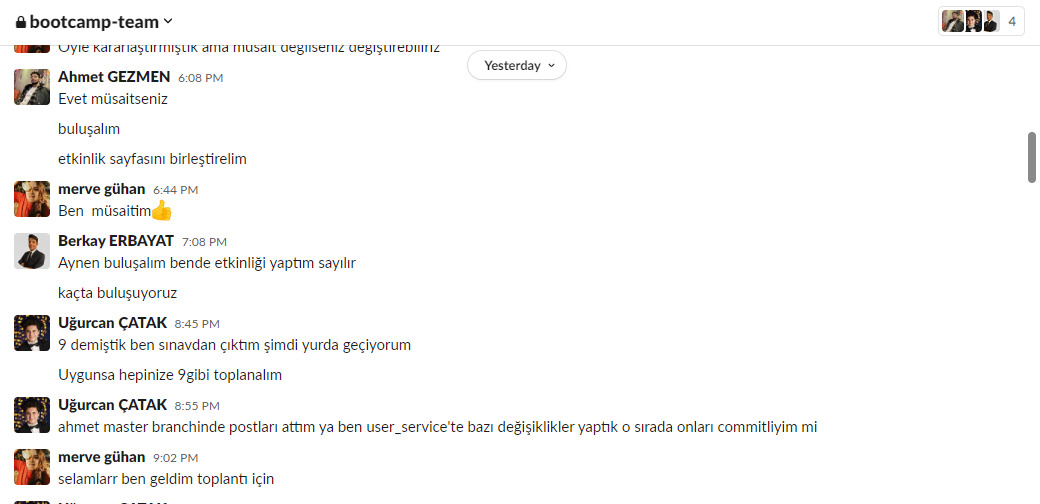 bootcamp-team
4
Öyle kararlaştırmıştık ama müsait değilseniz değiştirebiliriz
Yesterday
Ahmet GEZMEN 6:08 PM
Evet müsaitseniz
buluşalım
etkinlik sayfasını birleştirelim
merve gühan 6:44 PM
Ben müsaitim👍
Berkay ERBAYAT 7:08 PM
Aynen buluşalım bende etkinliği yaptım sayılır
kaçta buluşuyoruz
Uğurcan ÇATAK 8:45 PM
9 demiştik ben sınavdan çıktım şimdi yurda geçiyorum
Uygunsa hepinize 9gibi toplanalım
Uğurcan ÇATAK 8:55 PM
ahmet master branchinde postları attım ya ben user_service'te bazı değişiklikler yaptık o sırada onları commitliyim mi
merve gühan 9:02 PM
selamlarr ben geldim toplantı için